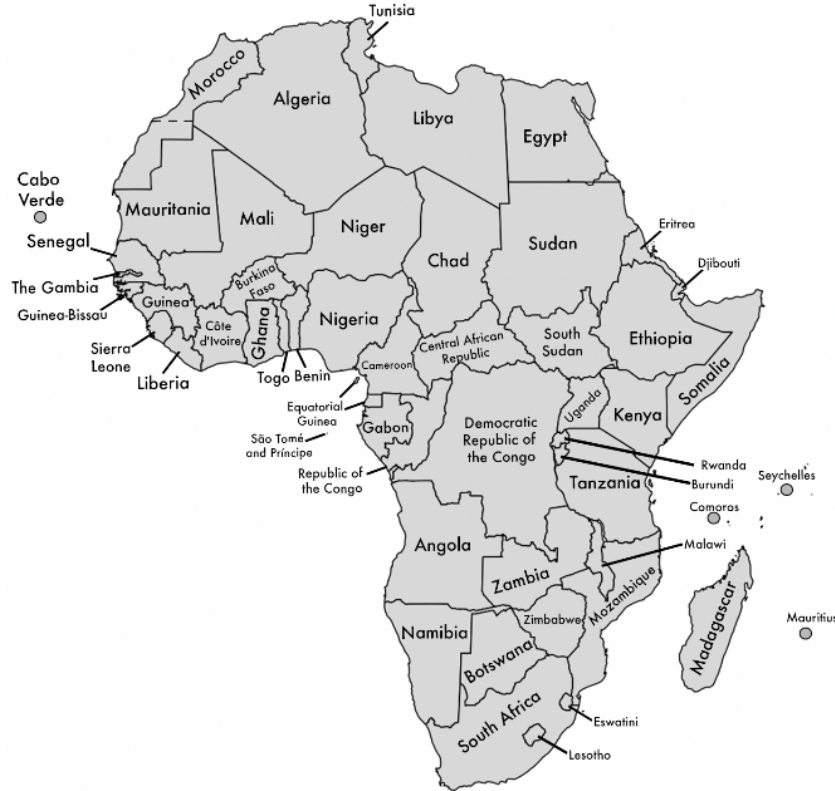 Tunisia
Morocco
Algeria
Libya
Egypt
Cabo
Verde
Mauritania
Mali
Niger
Chad
Sudan
Eritrea
Senegal
Djibouti
The Gambia
Guinea-Bissau
Guinea
Burkina
Faso
Nigeria
Côte
d'Ivoire
Ghana
Sierra
Leone
Liberia
Togo
Benin
Cameroon
Central African
Republic
South
Sudan
Ethiopia
Somalia
Equatorial
Guinea
São Tomé
and Príncipe
Gabon
Republic of
the Congo
Democratic
Republic of
the Congo
Uganda
Kenya
Rwanda
Burundi
Tanzania
Seychelles
Comoros
Angola
Zambia
Malawi
Mozambique
Madagascar
Mauritius
Namibia
Zimbabwe
Botswana
South Africa
Eswatini
Lesotho